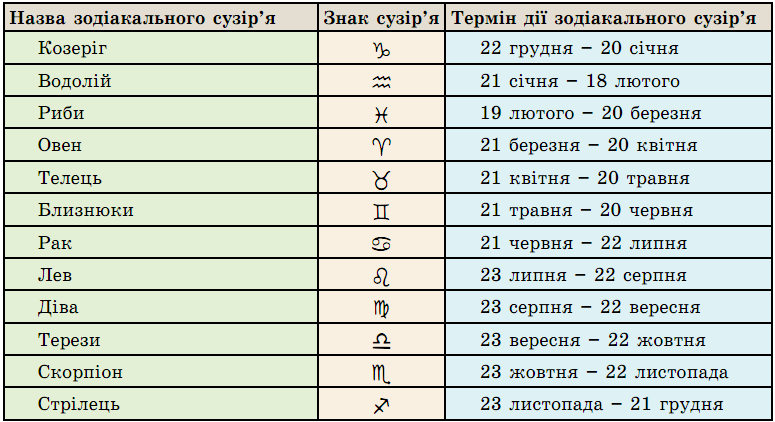 Назва зодіакального сузір’я Знак сузір’я Термін дії зодіакального сузір’я
Козеріг ♑ 22 грудня – 20 січня
Водолій ♒ 21 січня – 18 лютого
Риби ♓ 19 лютого – 20 березня
Овен ♈ 21 березня – 20 квітня
Телець ♉ 21 квітня – 20 травня
Близнюки ♊ 21 травня – 20 червня
Рак ♋ 21 червня – 22 липня
Лев ♌ 23 липня – 22 серпня
Діва ♍ 23 серпня – 22 вересня
Терези ♎ 23 вересня – 22 жовтня
Скорпіон ♏ 23 жовтня – 22 листопада
Стрілець ♐ 23 листопада – 21 грудня